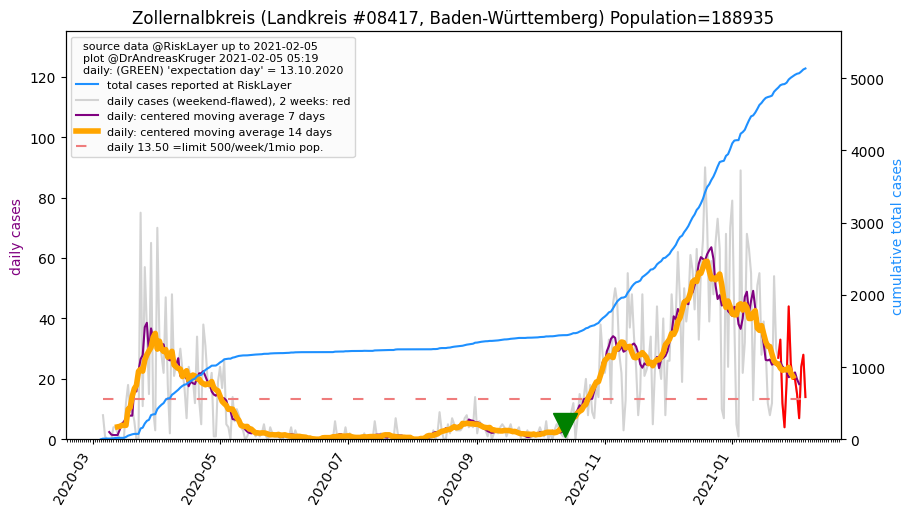 Zollernalbkreis (Landkreis #08417, Baden-Württemberg) Population=188935
source data @RiskLayer up to 2021-02-05
plot @DrAndreasKruger 2021-02-05 05:19
daily: (GREEN) 'expectation day' = 13.10.2020
total cases reported at RiskLayer
daily cases (weekend-flawed), 2 weeks: red
daily: centered moving average 7 days
daily: centered moving average 14 days
daily 13.50 =limit 500/week/1mio pop.
daily cases
120
100
80
60
40
20
0
cumulative total cases
5000
4000
3000
2000
1000
0
2020-03
2020-05
2020-07
2020-09
2020-11
2021-01